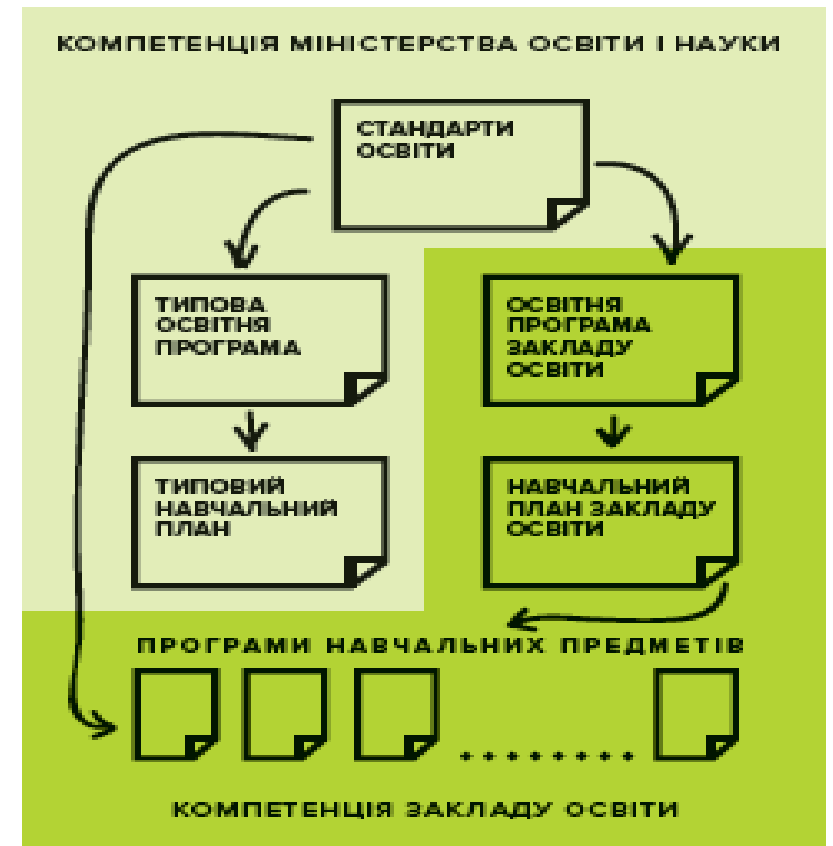 КОМПЕТЕНЦІЯ МІНІСТЕРСТВА ОСВІТИ І НАУКИ
СТАНДАРТИ
ОСВІТИ
ТИПОВА
ОСВІТНЯ
ПРОГРАМА
ОСВІТНЯ
ПРОГРАМА
ЗАКЛАДУ
ОСВІТИ
ТИПОВИЙ
НАВЧАЛЬНИЙ
ПЛАН
НАВЧАЛЬНИЙ
ПЛАН ЗАКЛАДУ
ОСВІТИ
ПРОГРАМИ НАВЧАЛЬНИХ ПРЕДМЕТІВ
КОМПЕТЕНЦІЯ ЗАКЛАДУ ОСВІТИ